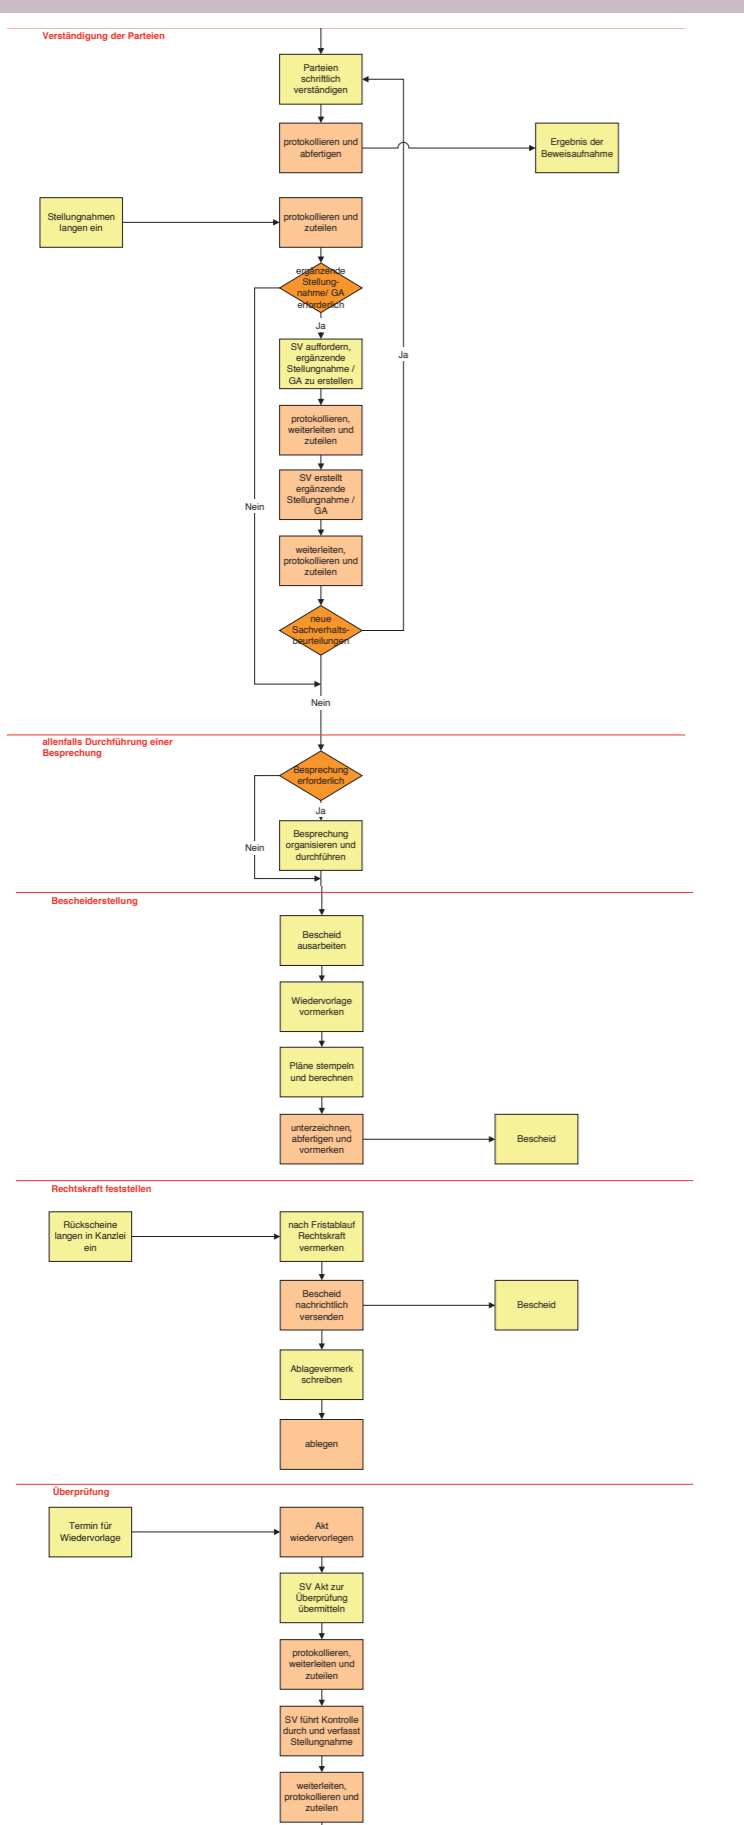 Verständigung der Parteien
Parteien
schriftlich
verständigen
protokollieren und
abfertigen
Ergebnis der
Beweisaufnahme
Stellungnahmen
langen ein
protokollieren und
zuteilen
ergänzende
Stellung-
nahme/ GA
erforderlich
Ja
SV auffordern,
ergänzende
Stellungnahme /
GA zu erstellen
Ja
protokollieren,
weiterleiten und
zuteilen
SV erstellt
ergänzende
Stellungnahme /
GA
Nein
weiterleiten,
protokollieren und
zuteilen
neue
Sachverhalts-
beurteilungen
Nein
allenfalls Durchführung einer
Besprechung
Besprechung
erforderlich
Ja
Besprechung
organisieren und
durchführen
Nein
Bescheiderstellung
Bescheid
ausarbeiten
Wiedervorlage
vormerken
Pläne stempeln
und berechnen
unterzeichnen,
abfertigen und
vormerken
Bescheid
Rechtskraft feststellen
Rückscheine
langen in Kanzlei
ein
nach Fristablauf
Rechtskraft
vermerken
Bescheid
nachrichtlich
versenden
Bescheid
Ablagevermerk
schreiben
ablegen
Überprüfung
Termin für
Wiedervorlage
Akt
wiedervorlegen
SV Akt zur
Überprüfung
übermitteln
protokollieren,
weiterleiten und
zuteilen
SV führt Kontrolle
durch und verfasst
Stellungnahme
weiterleiten,
protokollieren und
zuteilen